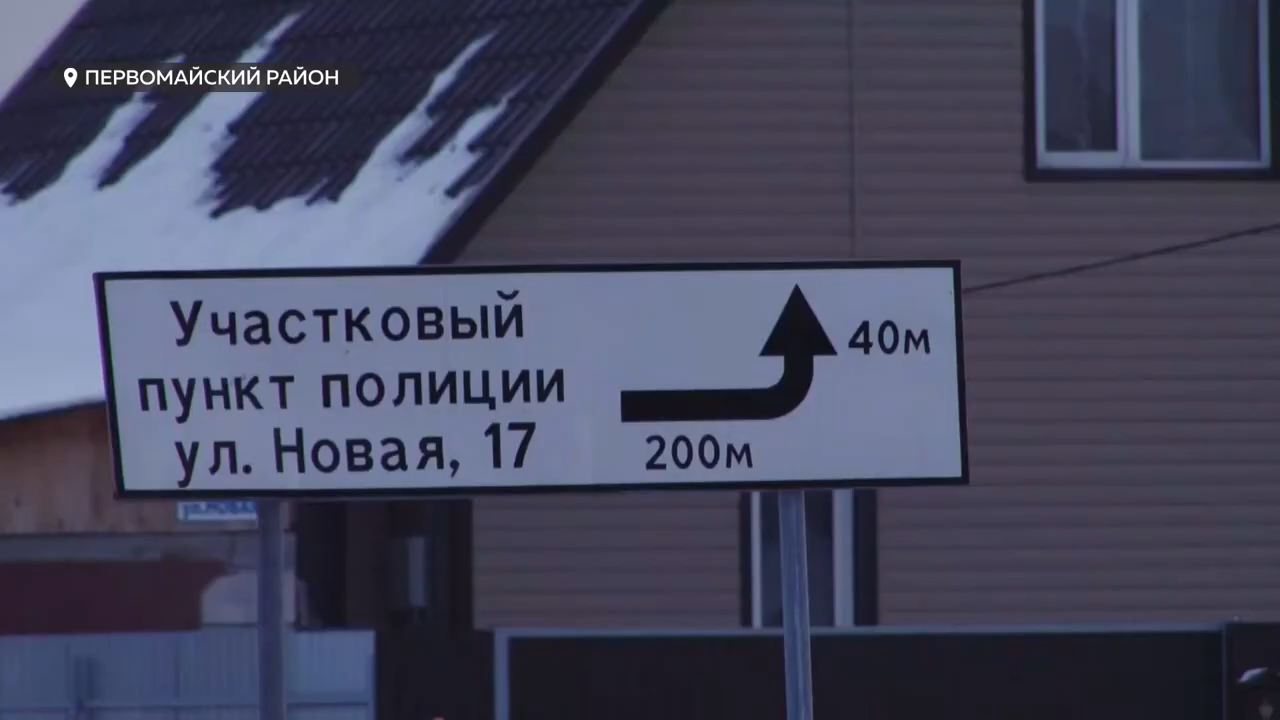 ПЕРВОМАЙСКИЙ РАЙОН
Участковый
пункт полиции
ул. Новая, 17
40м
200м